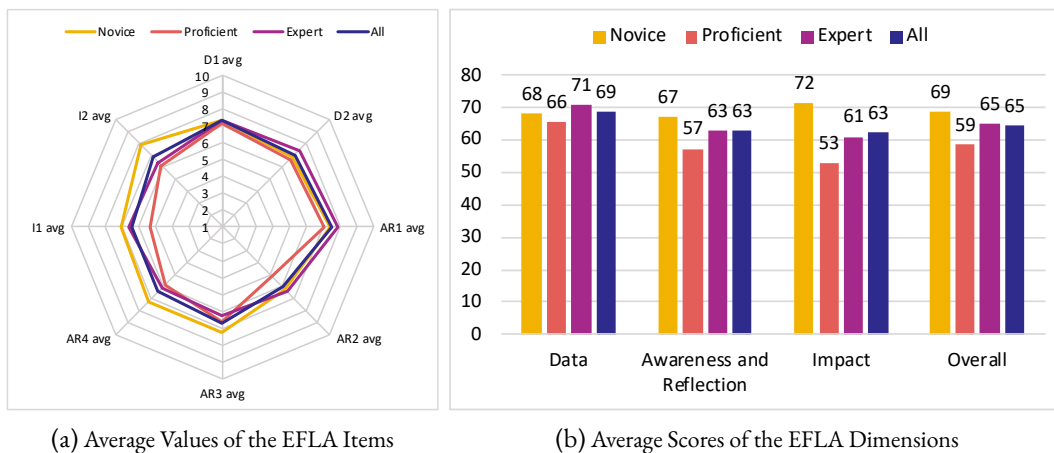 Novice Proficient Expert All
D1 avg
10
9
8
7
6
5
4
3
2
1
D2 avg
AR1 avg
AR2 avg
AR3 avg
AR4 avg
I1 avg
I2 avg
(a) Average Values of the EFLA Items
Novice Proficient Expert All
80
70
60
50
40
30
20
10
0
68 66 71 69
67 57 63 63
72 53 61 63
69 59 65 65
Data
Awareness and
Reflection
Impact
Overall
(b) Average Scores of the EFLA Dimensions